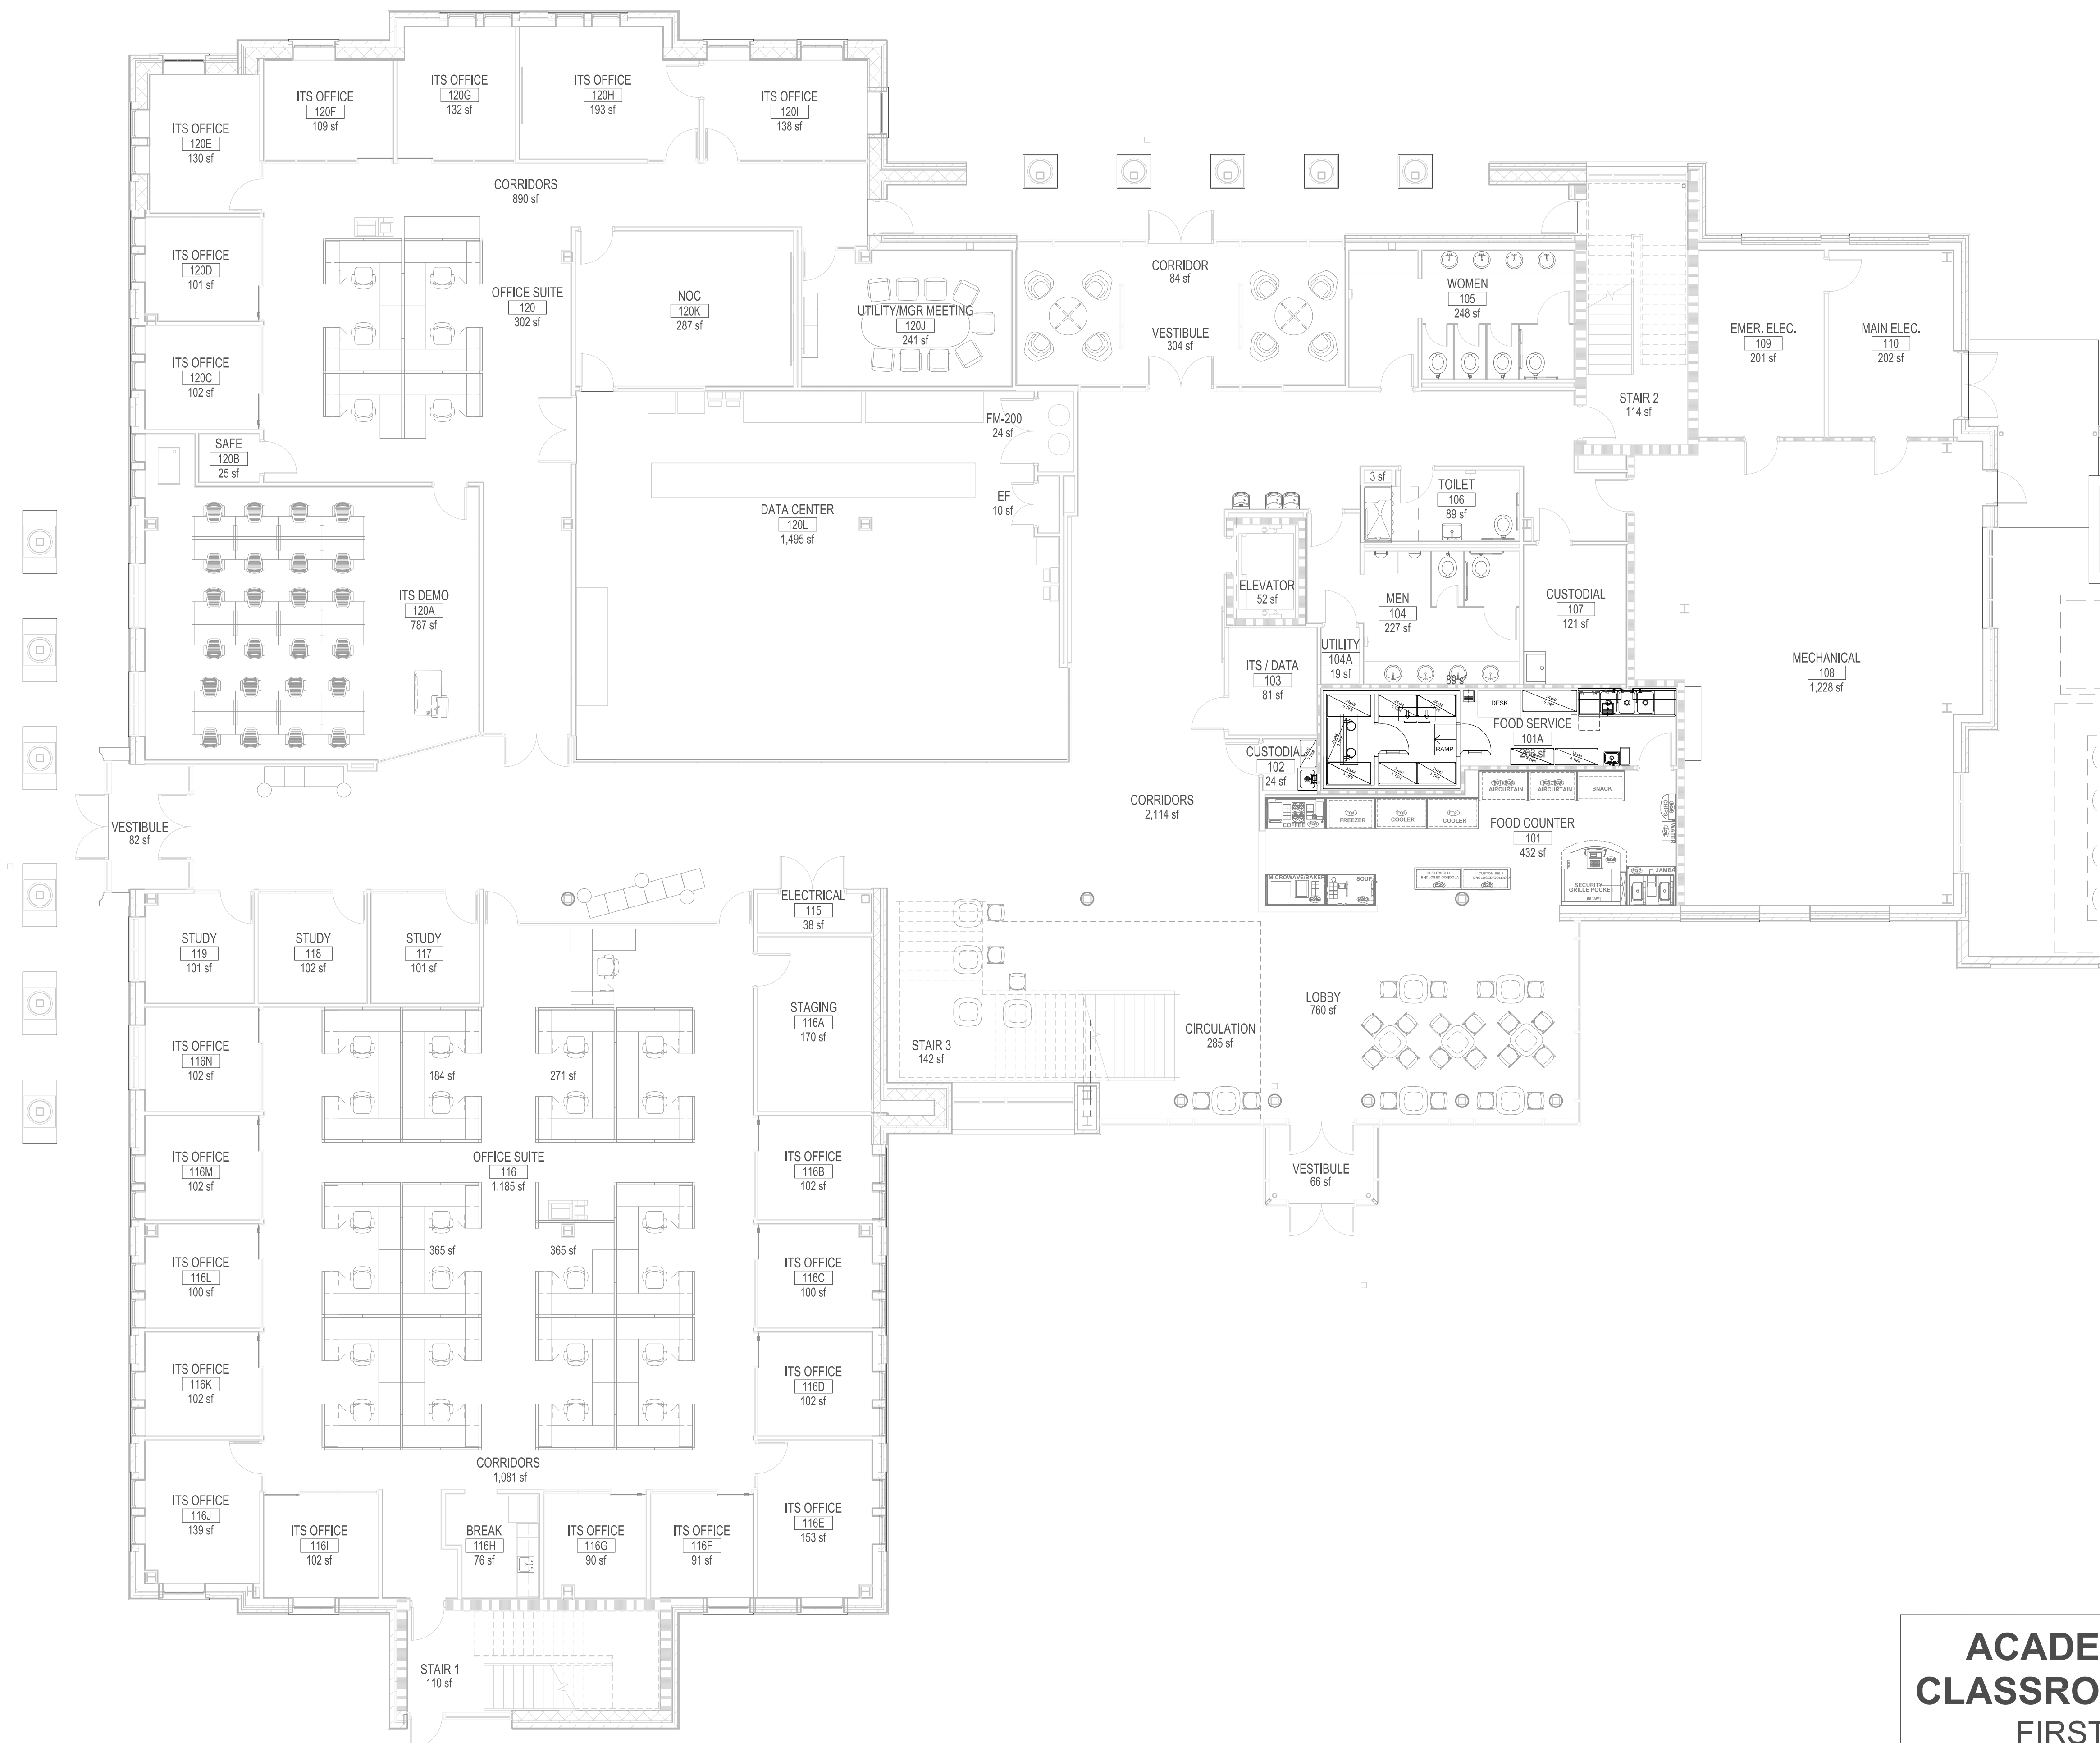 ITS OFFICE
120G
132 sf
ITS OFFICE
120H
193 sf
ITS OFFICE
120F
109 sf
ITS OFFICE
120I
138 sf
ITS OFFICE
120E
130 sf
CORRIDORS
890 sf
ITS OFFICE
120D
101 sf
OFFICE SUITE
120
302 sf
NOC
120K
287 sf
UTILITY/MGR MEETING
120J
241 sf
CORRIDOR
84 sf
VESTIBULE
304 sf
WOMEN
105
248 sf
EMER. ELEC.
109
201 sf
MAIN ELEC.
110
202 sf
ITS OFFICE
120C
102 sf
STAIR 2
114 sf
FM-200
24 sf
SAFE
120B
25 sf
3 sf
TOILET
106
89 sf
EF
10 sf
DATA CENTER
120L
1,495 sf
ITS DEMO
120A
787 sf
ELEVATOR
52 sf
MEN
104
227 sf
CUSTODIAL
107
121 sf
UTILITY
104A
19 sf
ITS / DATA
103
81 sf
89 sf
MECHANICAL
108
1,228 sf
DESK
FOOD SERVICE
101A
263 sf
RAMP
CUSTODIAL
102
24 sf
AIRCURTAIN
AIRCURTAIN
SNACK
CORRIDORS
2,114 sf
COFFEE
FREEZER
COOLER
COOLER
CHIPS
WATER
FOOD COUNTER
101
432 sf
VESTIBULE
82 sf
MICROWAVE/BAKERY
SOUP
CUSTOM SELF
ENCLOSED GONDOLA
CUSTOM SELF
ENCLOSED GONDOLA
JAMBA
SECURITY
GRILLE POCKET
ELECTRICAL
115
38 sf
STUDY
119
101 sf
STUDY
118
102 sf
STUDY
117
101 sf
STAGING
116A
170 sf
LOBBY
760 sf
CIRCULATION
285 sf
STAIR 3
142 sf
ITS OFFICE
116N
102 sf
184 sf
271 sf
ITS OFFICE
116M
102 sf
OFFICE SUITE
116
1,185 sf
ITS OFFICE
116B
102 sf
VESTIBULE
66 sf
365 sf
365 sf
ITS OFFICE
116L
100 sf
ITS OFFICE
116C
100 sf
ITS OFFICE
116K
102 sf
ITS OFFICE
116D
102 sf
CORRIDORS
1,081 sf
ITS OFFICE
116J
139 sf
ITS OFFICE
116I
102 sf
BREAK
116H
76 sf
ITS OFFICE
116G
90 sf
ITS OFFICE
116F
91 sf
ITS OFFICE
116E
153 sf
STAIR 1
110 sf
ACADE
CLASSRO
FIRST